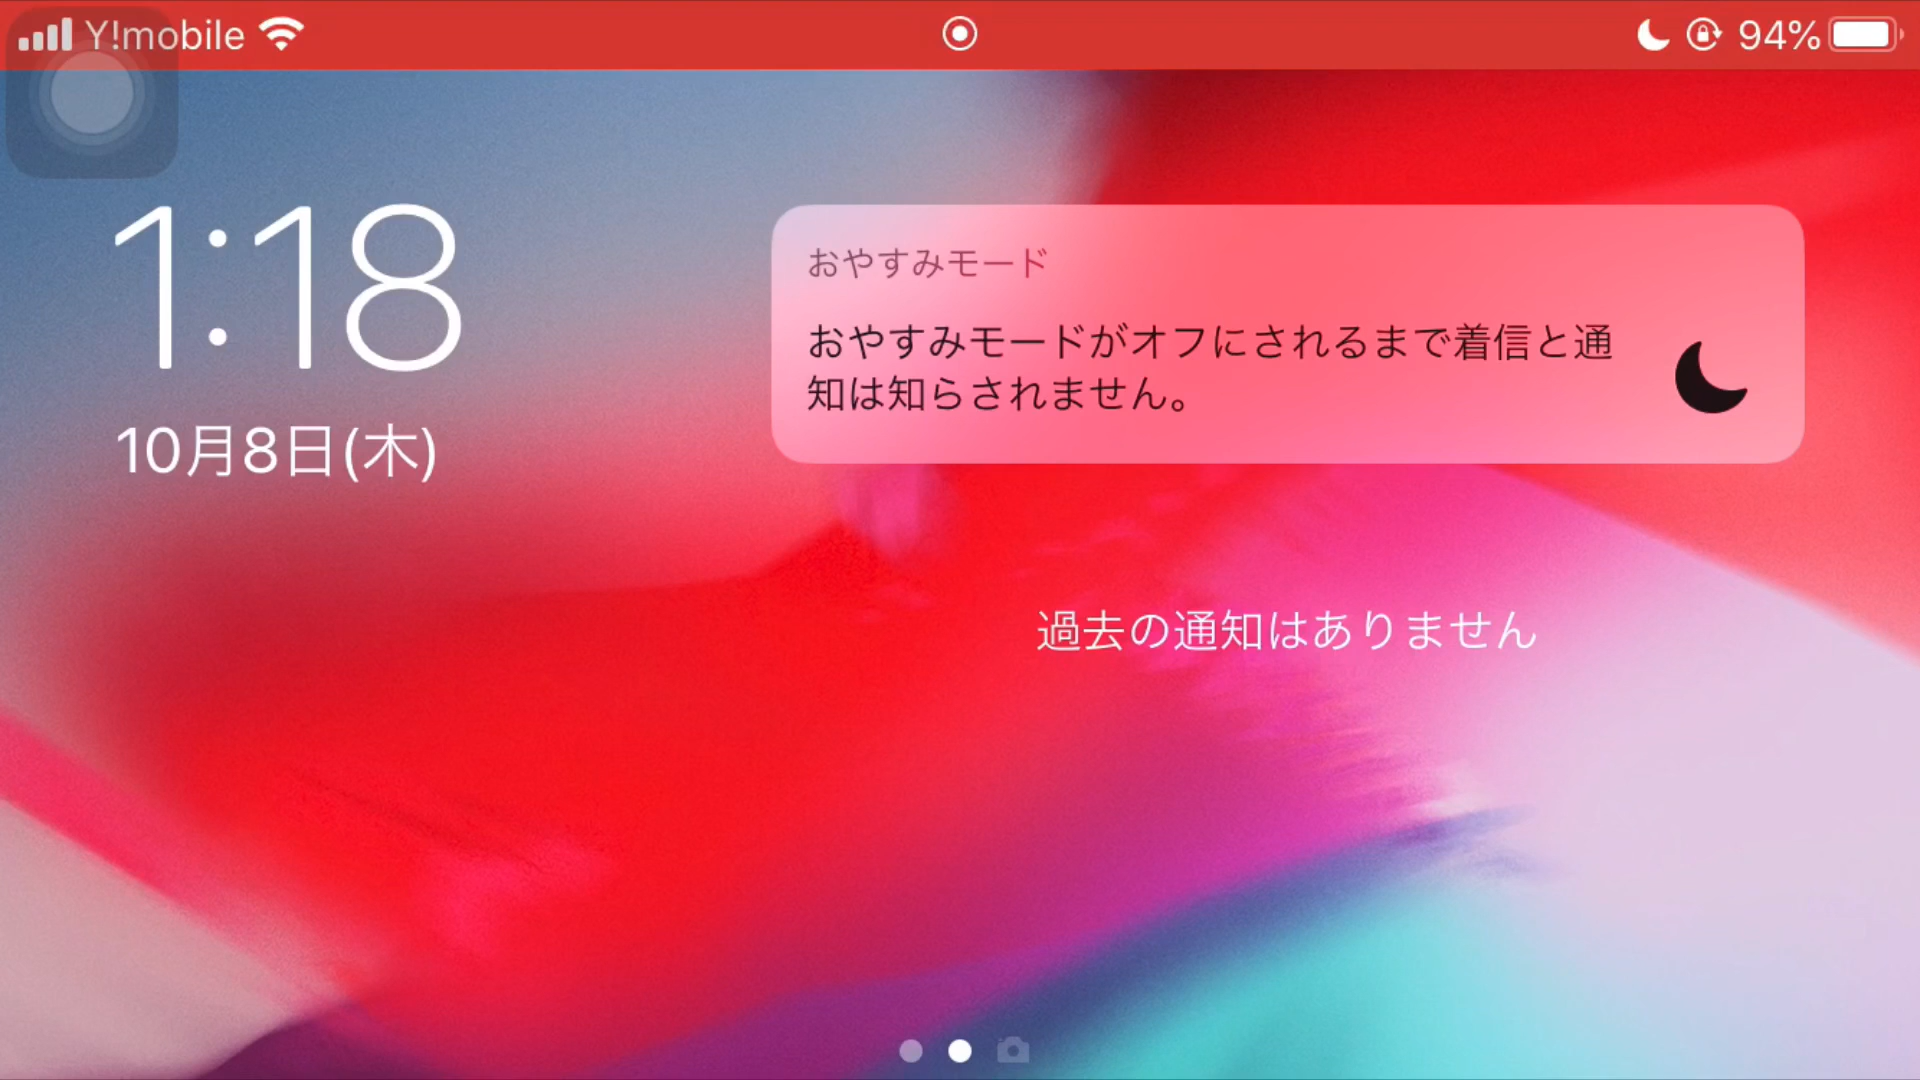 Y!mobile
94%
1:18
10月8日(木)
おやすみモード
おやすみモードがオフにされるまで着信と通
知は知らされません。
過去の通知はありません